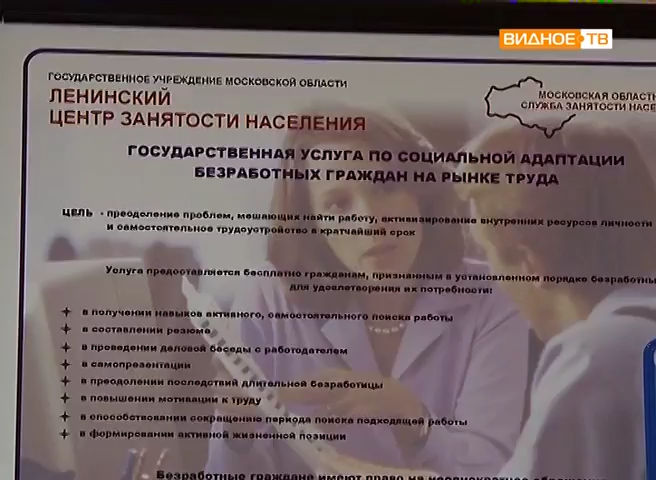 ВИДНОЕ ТВ
ГОСУДАРСТВЕННОЕ УЧРЕЖДЕНИЕ МОСКОВСКОЙ ОБЛАСТИ
ЛЕНИНСКИЙ
ЦЕНТР ЗАНЯТОСТИ НАСЕЛЕНИЯ
МОСКОВСКАЯ ОБЛАСТН
СЛУЖБА ЗАНЯТОСТИ НАСЕ
ГОСУДАРСТВЕННАЯ УСЛУГА ПО СОЦИАЛЬНОЙ АДАПТАЦИИ
БЕЗРАБОТНЫХ ГРАЖДАН НА РЫНКЕ ТРУДА
ЦЕЛЬ - преодоление проблем, мешающих найти работу, активизирование внутренних ресурсов личности
и самостоятельное трудоустройство в кратчайший срок
Услуга предоставляется бесплатно гражданам, признанным в установленном порядке безработны
для удовлетворения их потребности:
в получении навыков активного, самостоятельного поиска работы
в составлении резюме
в проведении деловой беседы с работодателем
в самопрезентации
в преодолении последствий длительной безработицы
в повышении мотивации к труду
в способствовании сокращению периода поиска подходящей работы
в формировании активной жизненной позиции
Безработные граждане имеют право на неоднократное